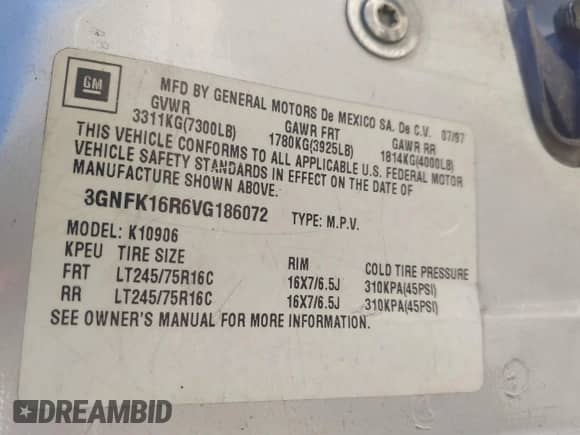 GM
MFD BY GENERAL MOTORS De MEXICO SA. De C.V. 07/97
GVWR GAWR FRT GAWR RR
3311KG(7300LB) 1780KG(3925LB) 1814KG(4000LB)
THIS VEHICLE CONFORMS TO ALL APPLICABLE U.S. FEDERAL MOTOR
VEHICLE SAFETY STANDARDS IN EFFECT ON THE DATE OF
MANUFACTURE SHOWN ABOVE.
3GNFK16R6VG186072 TYPE: M.P.V.
MODEL: K10906
KPEU TIRE SIZE RIM COLD TIRE PRESSURE
FRT LT245/75R16C 16X7/6.5J 310KPA(45PSI)
RR LT245/75R16C 16X7/6.5J 310KPA(45PSI)
SEE OWNER'S MANUAL FOR MORE INFORMATION.
DREAMBID